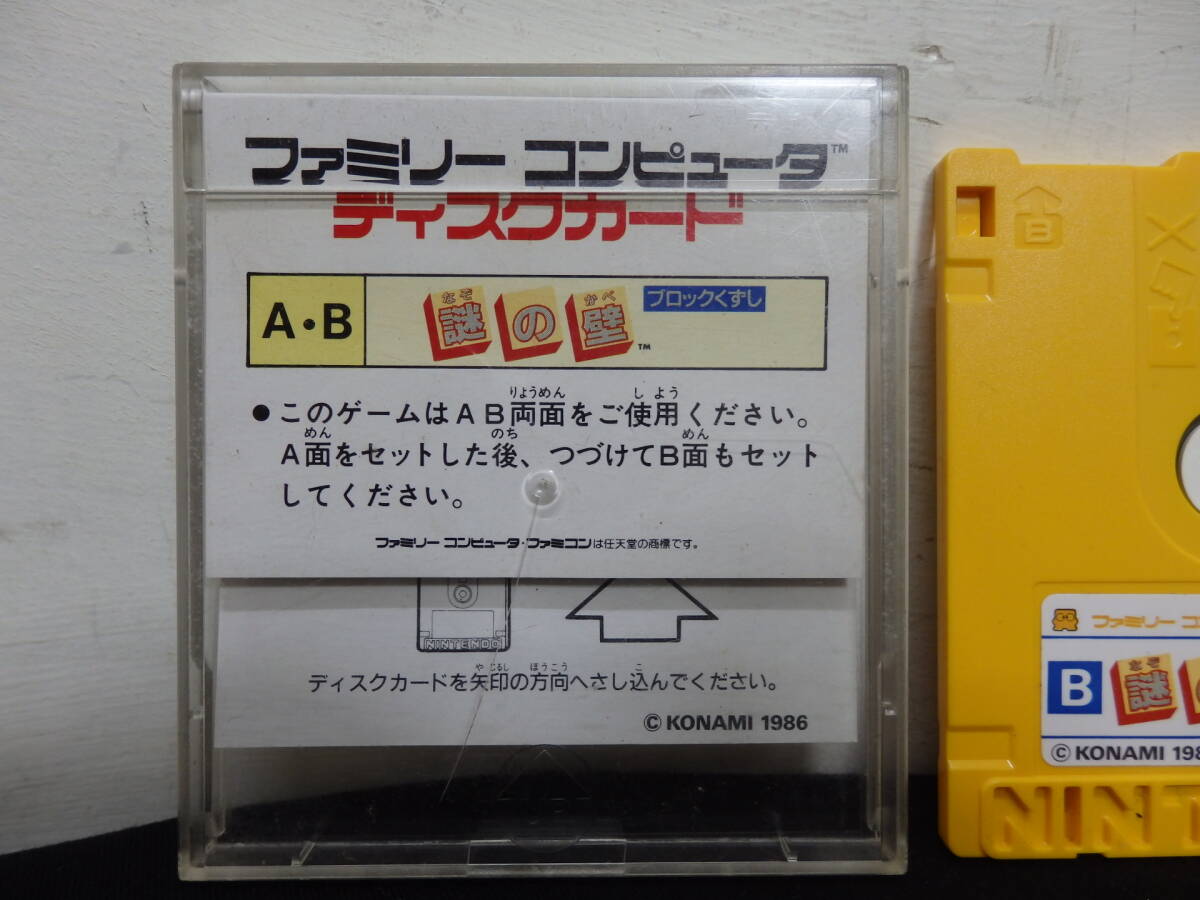 ファミリー コンピュータ™
ディスクカード
A・B
なぞ かべ
謎の壁™
ブロックくずし
りょうめん しよう
●このゲームはAB両面をご使用ください。
めん のち めん
A面をセットした後、つづけてB面もセット
してください。
ファミリー コンピュータ・ファミコンは任天堂の商標です。
NINTENDO
や じるし ほうこう こ
ディスクカードを矢印の方向へさし込んでください。
© KONAMI 1986
B
ファミリー コ
B
なぞ
謎
© KONAMI 198
NINT